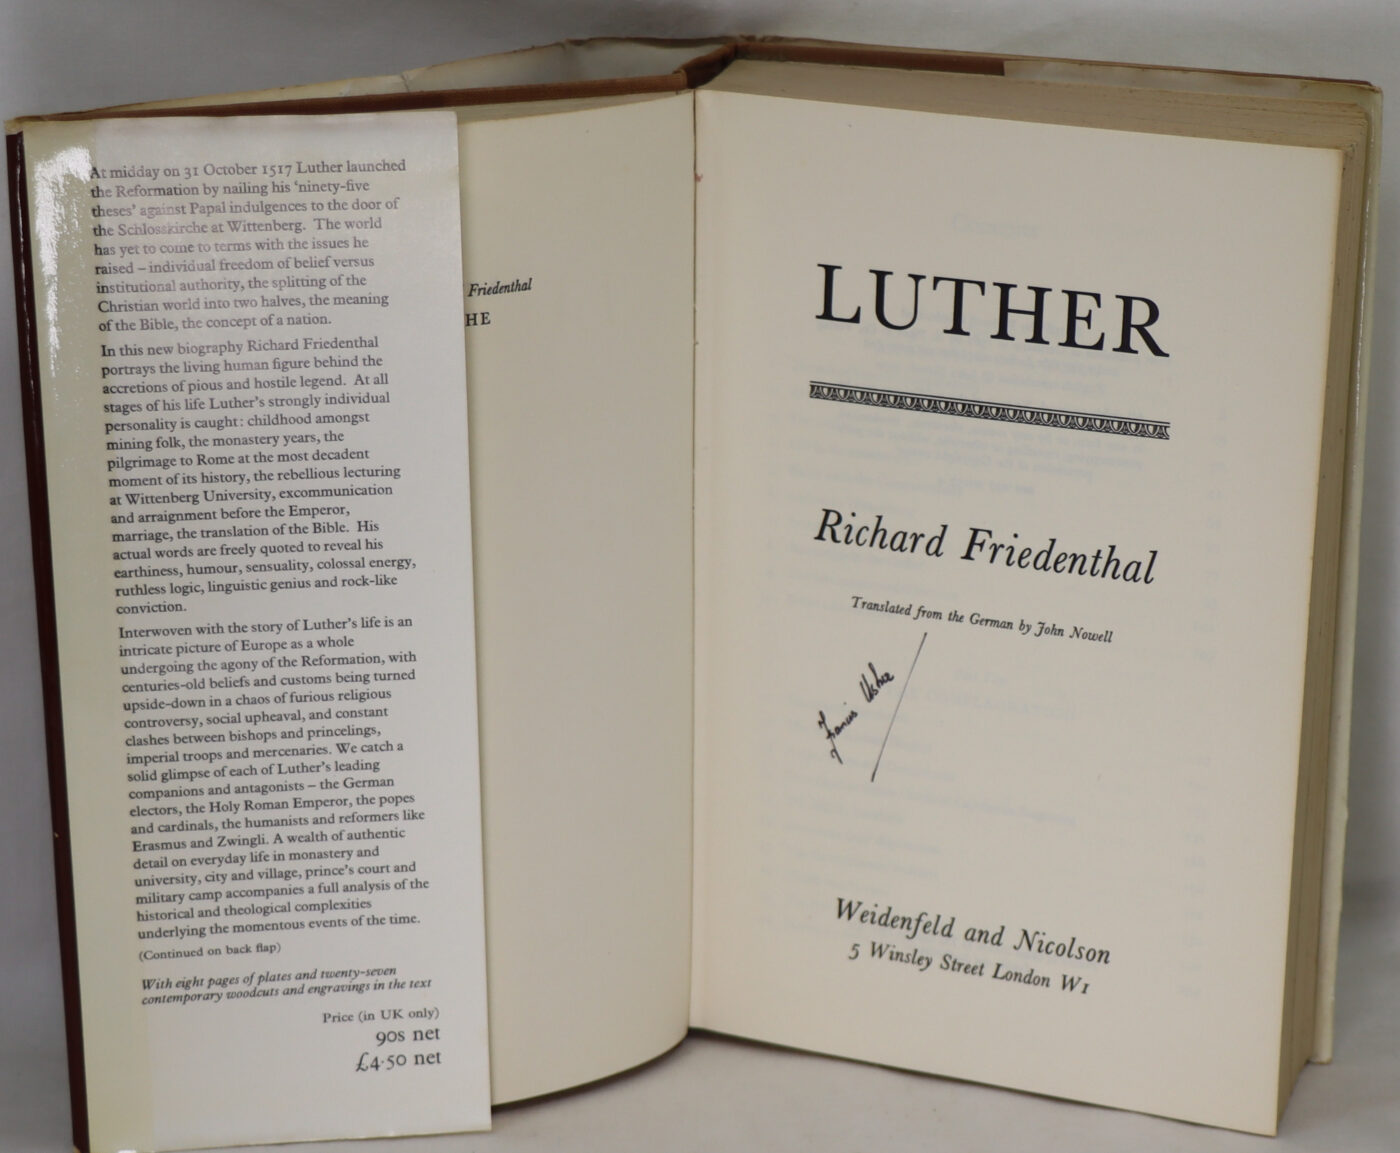 At midday on 31 October 1517 Luther launched
the Reformation by nailing his ‘ninety-five
theses’ against Papal indulgences to the door of
the Schlosskirche at Wittenberg. The world
has yet to come to terms with the issues he
raised – individual freedom of belief versus
institutional authority, the splitting of the
Christian world into two halves, the meaning
of the Bible, the concept of a nation.
In this new biography Richard Friedenthal
portrays the living human figure behind the
accretions of pious and hostile legend. At all
stages of his life Luther’s strongly individual
personality is caught: childhood amongst
mining folk, the monastery years, the
pilgrimage to Rome at the most decadent
moment of its history, the rebellious lecturing
at Wittenberg University, excommunication
and arraignment before the Emperor,
marriage, the translation of the Bible. His
actual words are freely quoted to reveal his
earthiness, humour, sensuality, colossal energy,
ruthless logic, linguistic genius and rock-like
conviction.
Interwoven with the story of Luther’s life is an
intricate picture of Europe as a whole
undergoing the agony of the Reformation, with
centuries-old beliefs and customs being turned
upside-down in a chaos of furious religious
controversy, social upheaval, and constant
clashes between bishops and princelings,
imperial troops and mercenaries. We catch a
solid glimpse of each of Luther’s leading
companions and antagonists – the German
electors, the Holy Roman Emperor, the popes
and cardinals, the humanists and reformers like
Erasmus and Zwingli. A wealth of authentic
detail on everyday life in monastery and
university, city and village, prince’s court and
military camp accompanies a full analysis of the
historical and theological complexities
underlying the momentous events of the time.
(Continued on back flap)
With eight pages of plates and twenty-seven
contemporary woodcuts and engravings in the text
Price (in UK only)
90s net
£4·50 net
Friedenthal
HE
LUTHER
Richard Friedenthal
Translated from the German by John Nowell
Francis
Weidenfeld and Nicolson
5 Winsley Street London W1